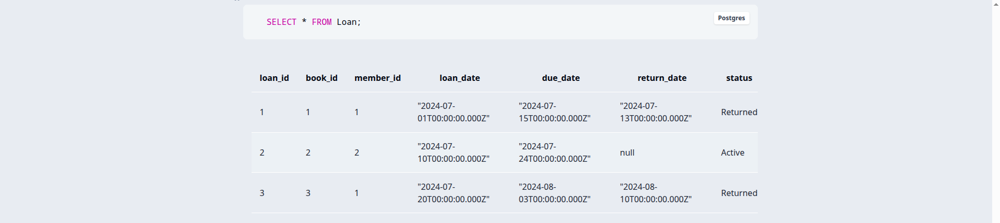 SELECT * FROM Loan;
Postgres
loan_id book_id member_id loan_date due_date return_date status
1 1 1 "2024-07-01T00:00:00.000Z" "2024-07-15T00:00:00.000Z" "2024-07-13T00:00:00.000Z" Returned
2 2 2 "2024-07-10T00:00:00.000Z" "2024-07-24T00:00:00.000Z" null Active
3 3 1 "2024-07-20T00:00:00.000Z" "2024-08-03T00:00:00.000Z" "2024-08-10T00:00:00.000Z" Returned